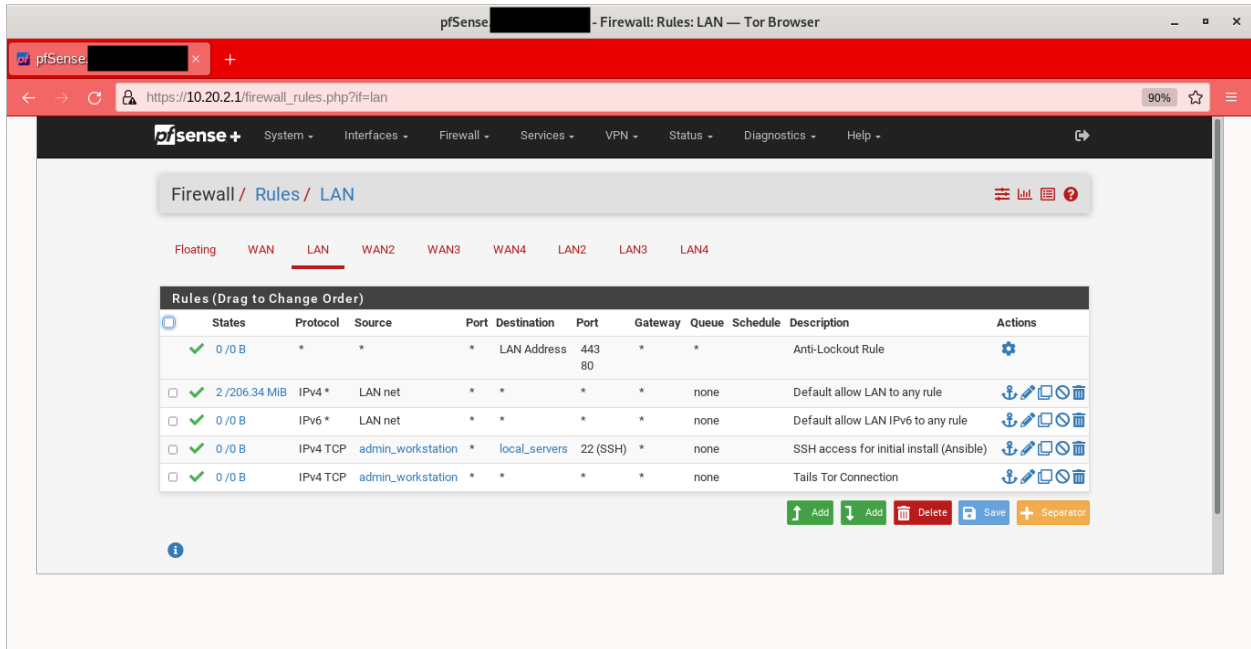 pfSense. - Firewall: Rules: LAN — Tor Browser
pfSense.
https://10.20.2.1/firewall_rules.php?if=lan 90%
pfsense + System Interfaces Firewall Services VPN Status Diagnostics Help
Firewall / Rules / LAN
Floating WAN LAN WAN2 WAN3 WAN4 LAN2 LAN3 LAN4
Rules (Drag to Change Order)
States Protocol Source Port Destination Port Gateway Queue Schedule Description Actions
0 /0 B * * * LAN Address 443 * * Anti-Lockout Rule
80
2 /206.34 MiB IPv4 * LAN net * * * * none Default allow LAN to any rule
0 /0 B IPv6 * LAN net * * * * none Default allow LAN IPv6 to any rule
0 /0 B IPv4 TCP admin_workstation * local_servers 22 (SSH) * none SSH access for initial install (Ansible)
0 /0 B IPv4 TCP admin_workstation * * * * none Tails Tor Connection
Add Add Delete Save Separator